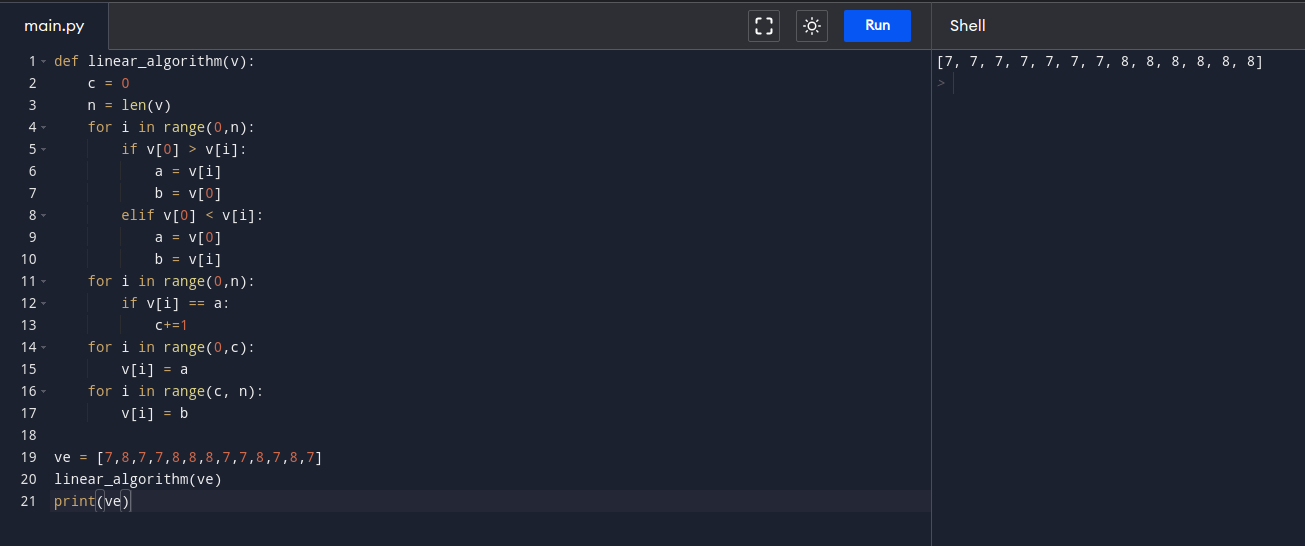 main.py
Run
Shell
1 def linear_algorithm(v):
2     c = 0
3     n = len(v)
4     for i in range(0,n):
5         if v[0] > v[i]:
6             a = v[i]
7             b = v[0]
8         elif v[0] < v[i]:
9             a = v[0]
10             b = v[i]
11     for i in range(0,n):
12         if v[i] == a:
13             c+=1
14     for i in range(0,c):
15         v[i] = a
16     for i in range(c, n):
17         v[i] = b
18
19 ve = [7,8,7,7,8,8,8,7,7,8,7,8,7]
20 linear_algorithm(ve)
21 print(ve)
[7, 7, 7, 7, 7, 7, 7, 8, 8, 8, 8, 8, 8]
>